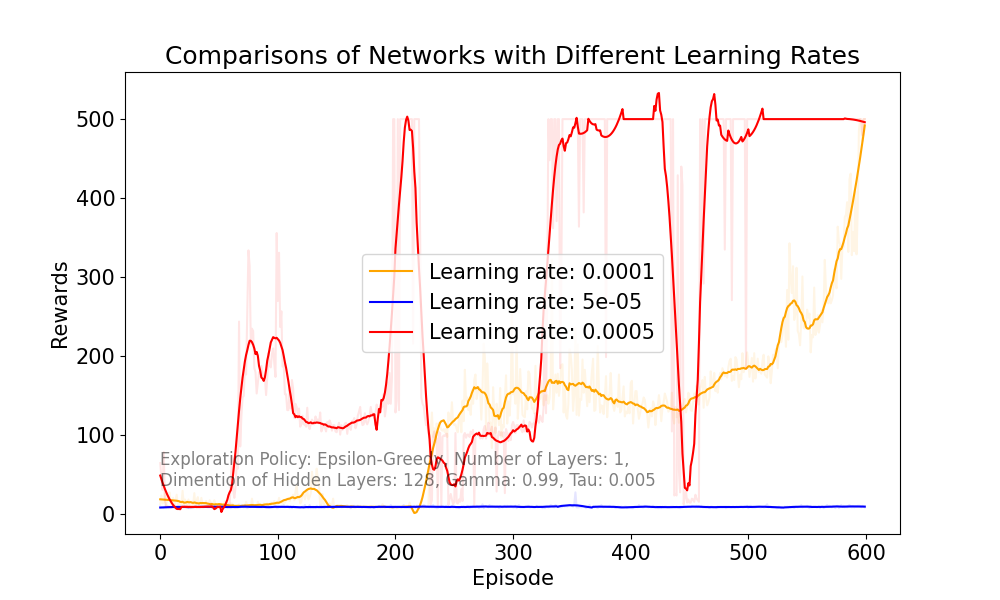 Comparisons of Networks with Different Learning Rates
Rewards
500
400
300
200
100
0
Learning rate: 0.0001
Learning rate: 5e-05
Learning rate: 0.0005
Exploration Policy: Epsilon-Greedy, Number of Layers: 1,
Dimention of Hidden Layers: 128, Gamma: 0.99, Tau: 0.005
0 100 200 300 400 500 600
Episode